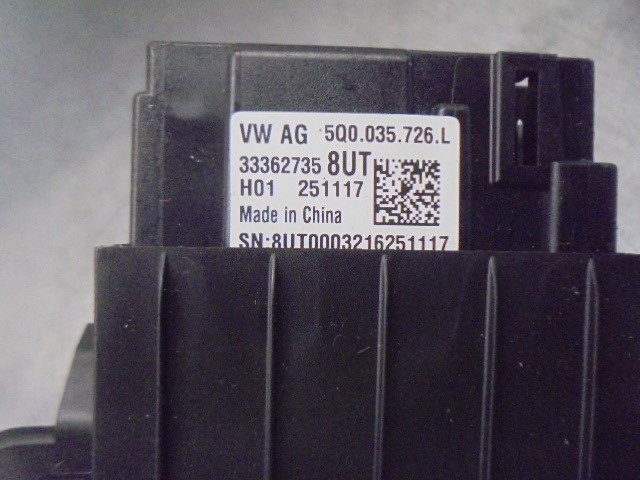 VW AG 5Q0.035.726.L
33362735 8UT
H01 251117
Made in China
SN:8UT0003216251117